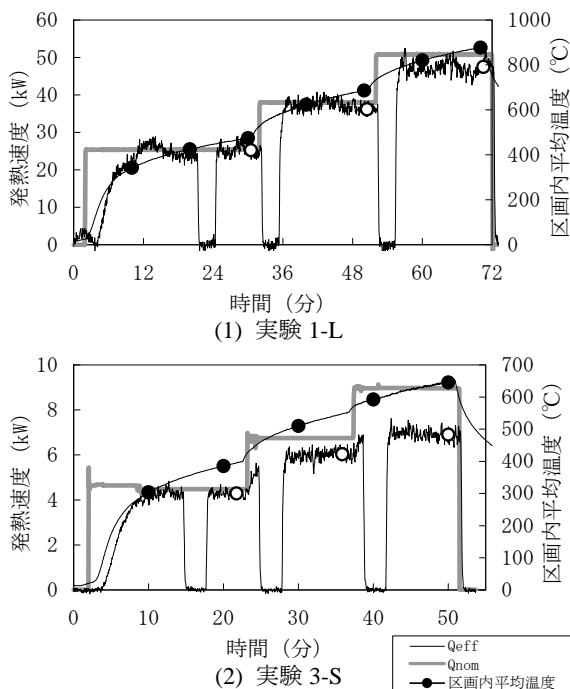 発熱速度 (kW)
60
50
40
30
20
10
0
1000
800
600
400
200
0
区画内平均温度 (℃)
0 12 24 36 48 60 72
時間 (分)
(1) 実験 1-L
発熱速度 (kW)
10
8
6
4
2
0
700
600
500
400
300
200
100
0
区画内平均温度 (℃)
0 10 20 30 40 50
時間 (分)
(2) 実験 3-S
Qeff
Qnom
区画内平均温度